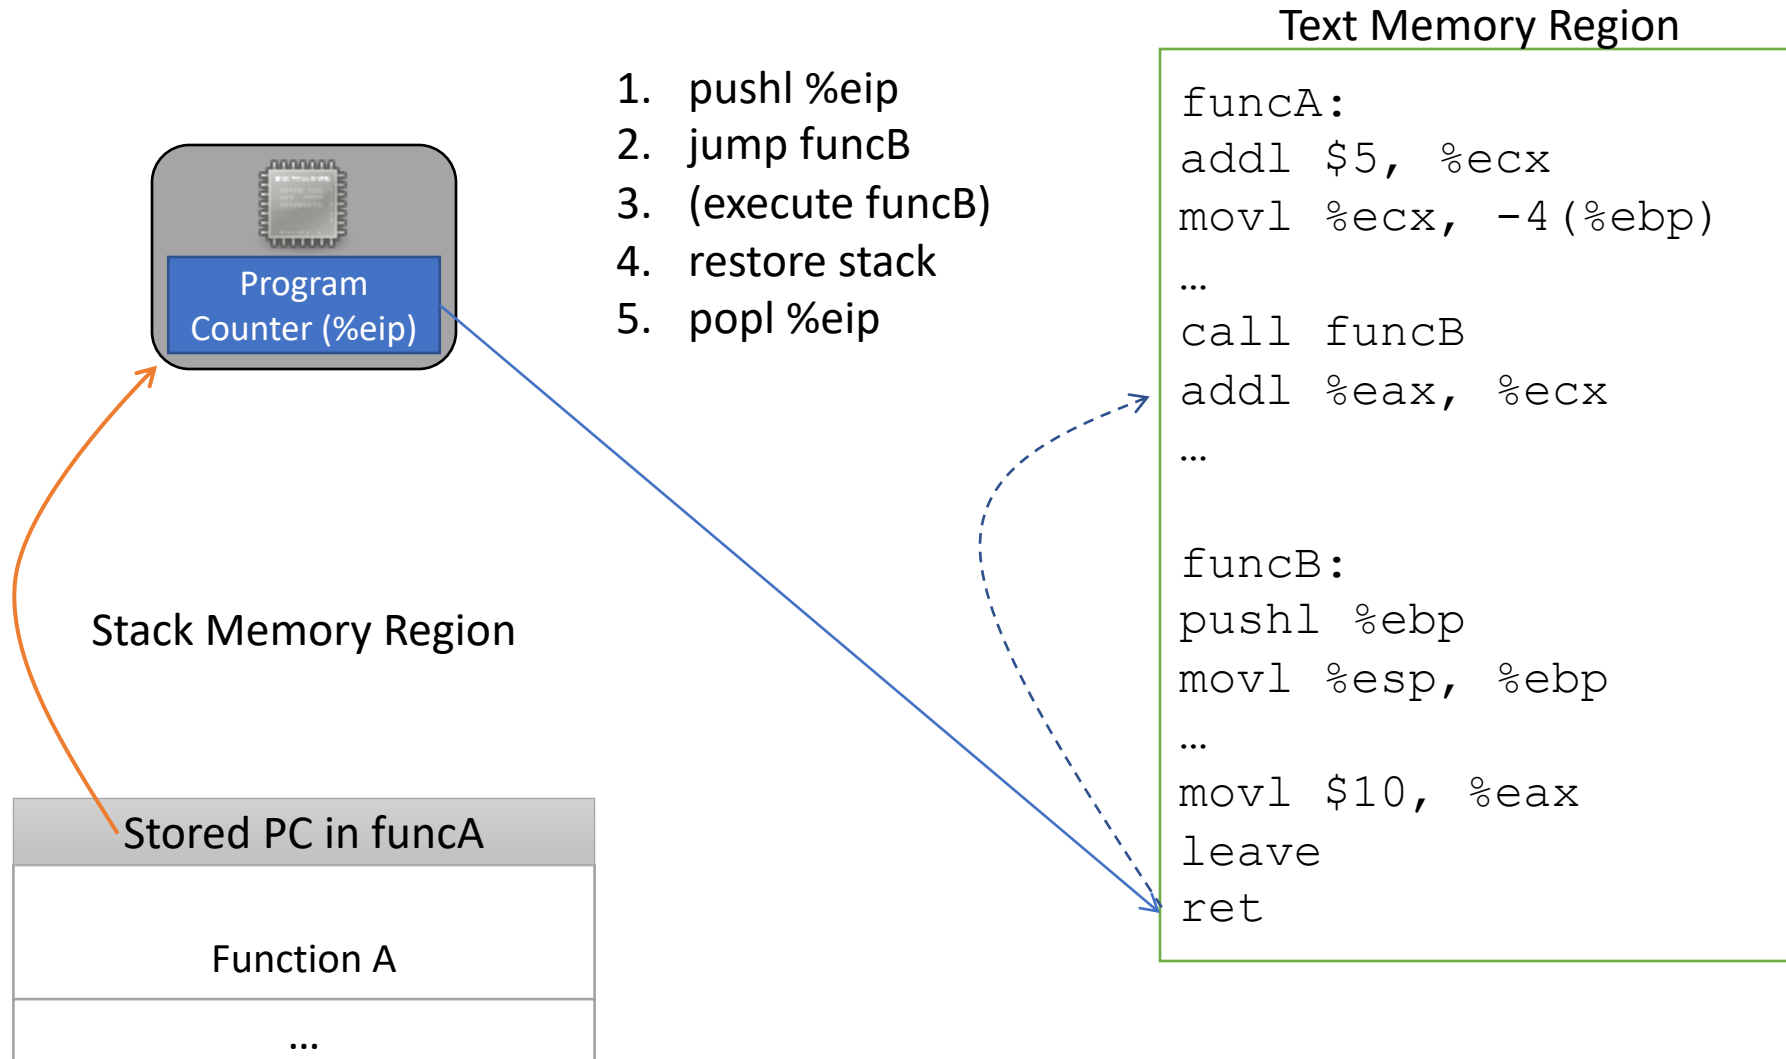 Text Memory Region
1. pushl %eip
2. jump funcB
3. (execute funcB)
4. restore stack
5. popl %eip
Program
Counter (%eip)
funcA:
addl $5, %ecx
movl %ecx, -4(%ebp)
…
call funcB
addl %eax, %ecx
…
funcB:
pushl %ebp
movl %esp, %ebp
…
movl $10, %eax
leave
ret
Stack Memory Region
Stored PC in funcA
Function A
…